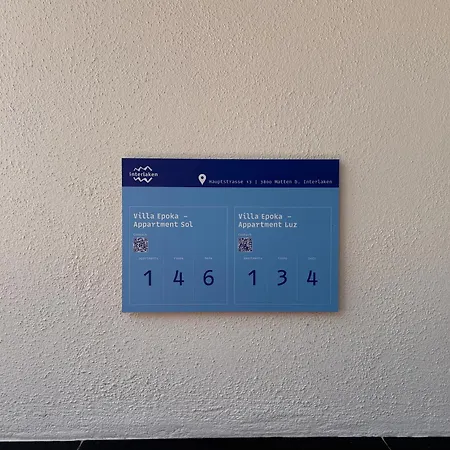 interlaken
Hauptstrasse 17 | 3800 Matten b. Interlaken
Villa Epoka –
Appartment Sol
Villa Epoka –
Appartment Luz
1 4 6
1 3 4